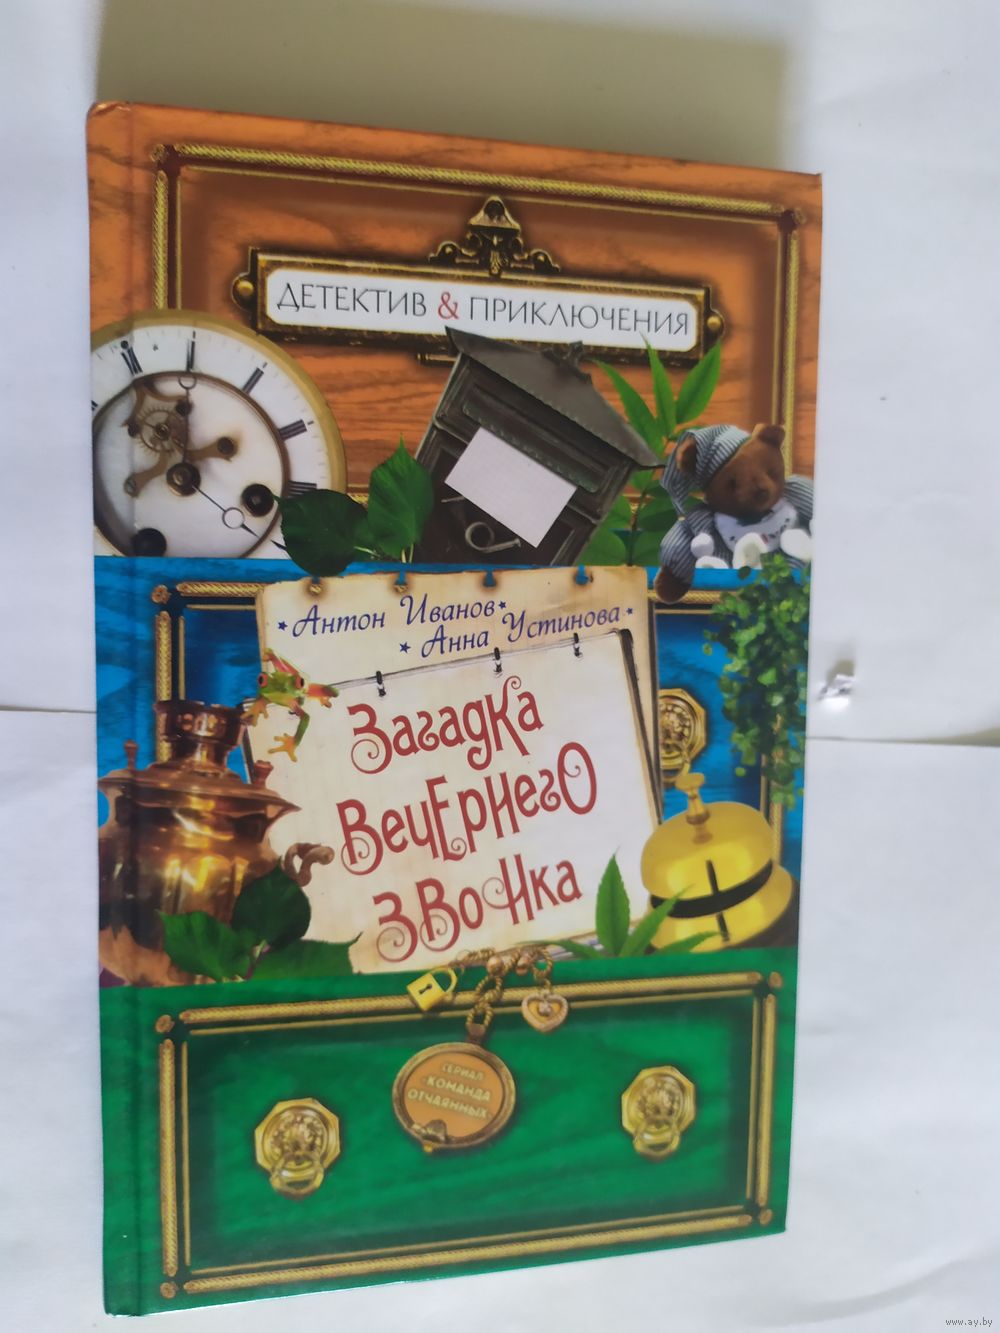 ДЕТЕКТИВ & ПРИКЛЮЧЕНИЯ
Антон Иванов
Анна Устинова
Загадка
вечернего
звонка
СЕРИАЛ
"КОМАНДА
ОТЧАЯННЫХ"
www.ay.by